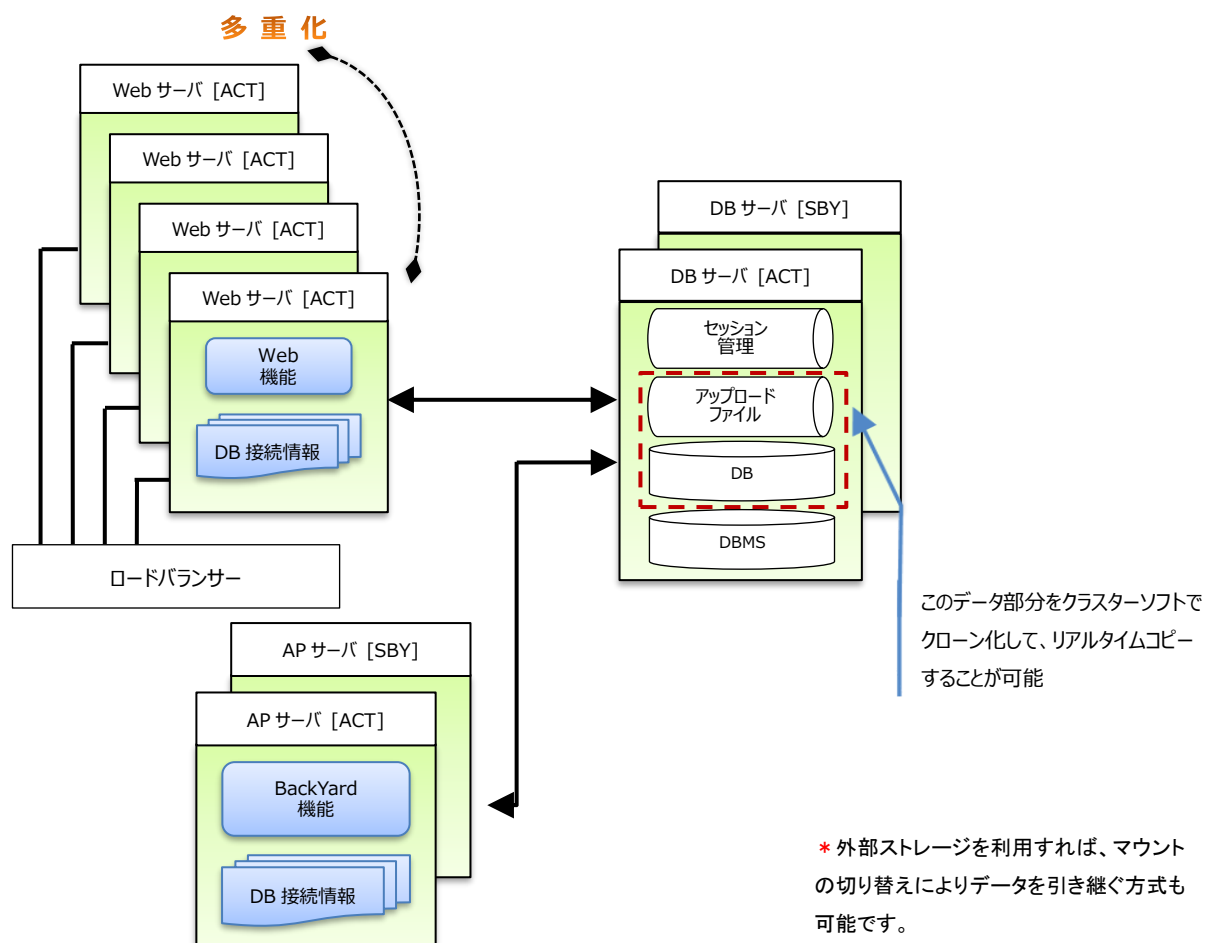 多 重 化
Web サーバ [ACT]
Web サーバ [ACT]
Web サーバ [ACT]
Web サーバ [ACT]
Web
機能
DB 接続情報
ロードバランサー
DB サーバ [SBY]
DB サーバ [ACT]
セッション
管理
アップロード
ファイル
DB
DBMS
このデータ部分をクラスターソフトで
クローン化して、リアルタイムコピー
することが可能
AP サーバ [SBY]
AP サーバ [ACT]
BackYard
機能
DB 接続情報
* 外部ストレージを利用すれば、マウント
の切り替えによりデータを引き継ぐ方式も
可能です。